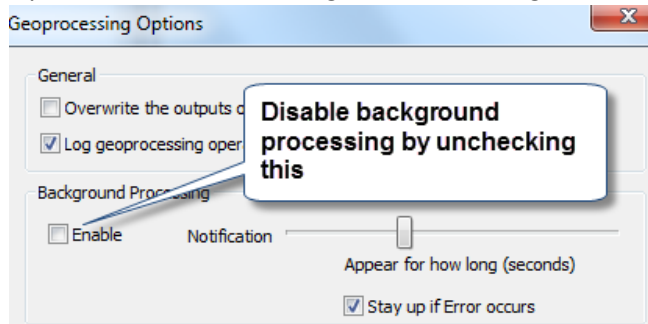 Geoprocessing Options
General
Overwrite the outputs o
Log geoprocessing oper
Disable background
processing by unchecking
this
Background Processing
Enable
Notification
Appear for how long (seconds)
Stay up if Error occurs